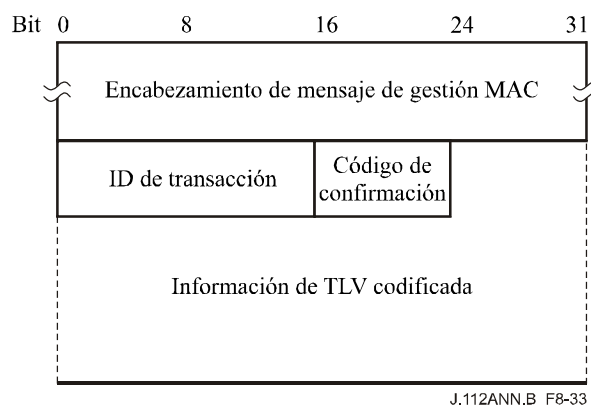 Bit 0 8 16 24 31
Encabezamiento de mensaje de gestión MAC
ID de transacción
Código de
confirmación
Información de TLV codificada
J.112ANN.B F8-33